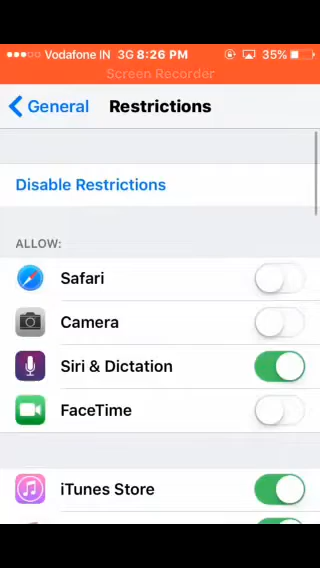 Vodafone IN 3G 8:26 PM 35%
Screen Recorder
General Restrictions
Disable Restrictions
ALLOW:
Safari
Camera
Siri & Dictation
FaceTime
iTunes Store